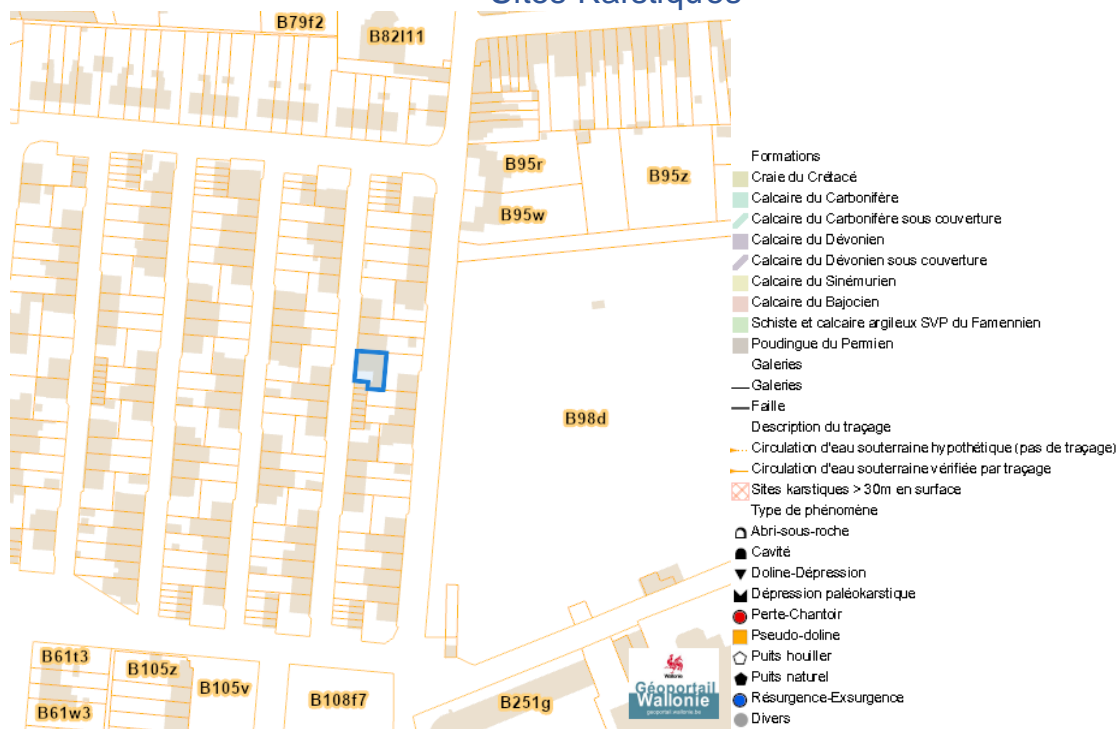 Sites Karstiques
B79f2
B82l11
B95r
B95z
B95w
B98d
B61t3
B105z
B105v
B61w3
B108f7
B251g
Wallonie
Géoportail
Wallonie
geoportail.wallonie.be
Formations
Craie du Crétacé
Calcaire du Carbonifère
Calcaire du Carbonifère sous couverture
Calcaire du Dévonien
Calcaire du Dévonien sous couverture
Calcaire du Sinémurien
Calcaire du Bajocien
Schiste et calcaire argileux SVP du Famennien
Poudingue du Permien
Galeries
Galeries
Faille
Description du traçage
Circulation d'eau souterraine hypothétique (pas de traçage)
Circulation d'eau souterraine vérifiée par traçage
Sites karstiques > 30m en surface
Type de phénomène
Abri-sous-roche
Cavité
Doline-Dépression
Dépression paléokarstique
Perte-Chantoir
Pseudo-doline
Puits houiller
Puits naturel
Résurgence-Exsurgence
Divers